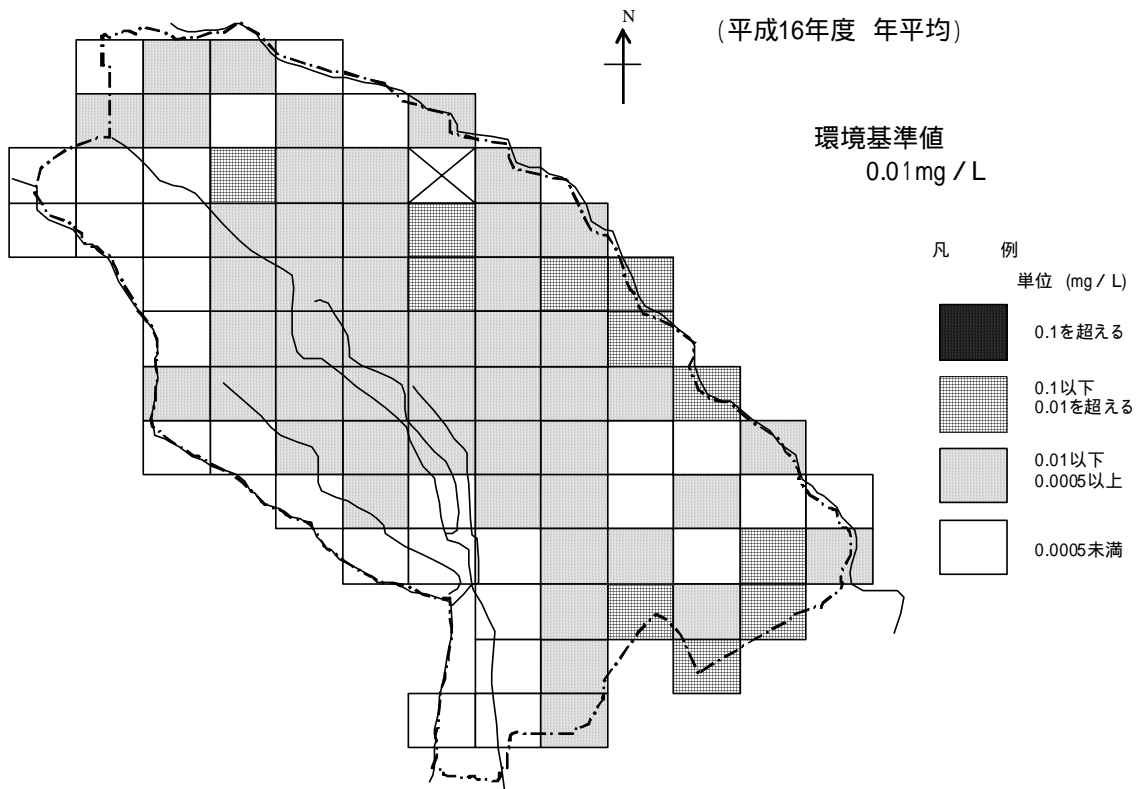 N
(平成16年度 年平均)
環境基準値
0.01mg / L
凡 例
単位 (mg / L)
0.1を超える
0.1以下
0.01を超える
0.01以下
0.0005以上
0.0005未満